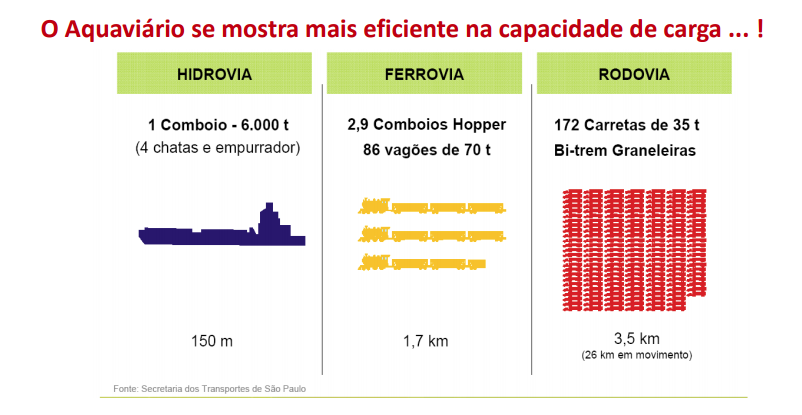 O Aquaviário se mostra mais eficiente na capacidade de carga ... !
HIDROVIA
1 Comboio - 6.000 t
(4 chatas e empurrador)
150 m
FERROVIA
2,9 Comboios Hopper
86 vagões de 70 t
1,7 km
RODOVIA
172 Carretas de 35 t
Bi-trem Graneleiras
3,5 km
(26 km em movimento)
Fonte: Secretaria dos Transportes de São Paulo